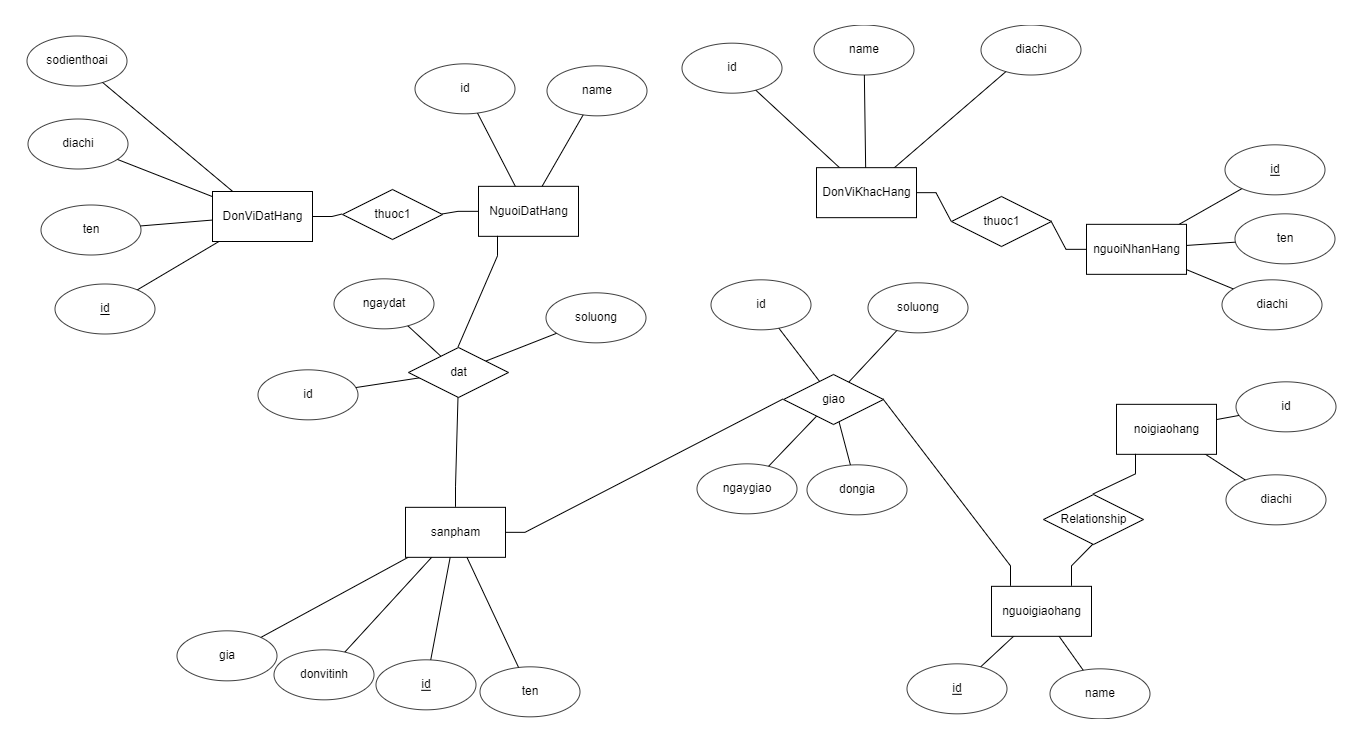 sodienthoai
diachi
ten
id
DonViDatHang
thuoc1
id
name
NguoiDatHang
ngaydat
soluong
id
dat
sanpham
gia
donvitinh
id
ten
id
name
diachi
DonViKhacHang
thuoc1
nguoiNhanHang
id
ten
diachi
id
soluong
giao
ngaygiao
dongia
noigiaohang
id
diachi
Relationship
nguoigiaohang
id
name